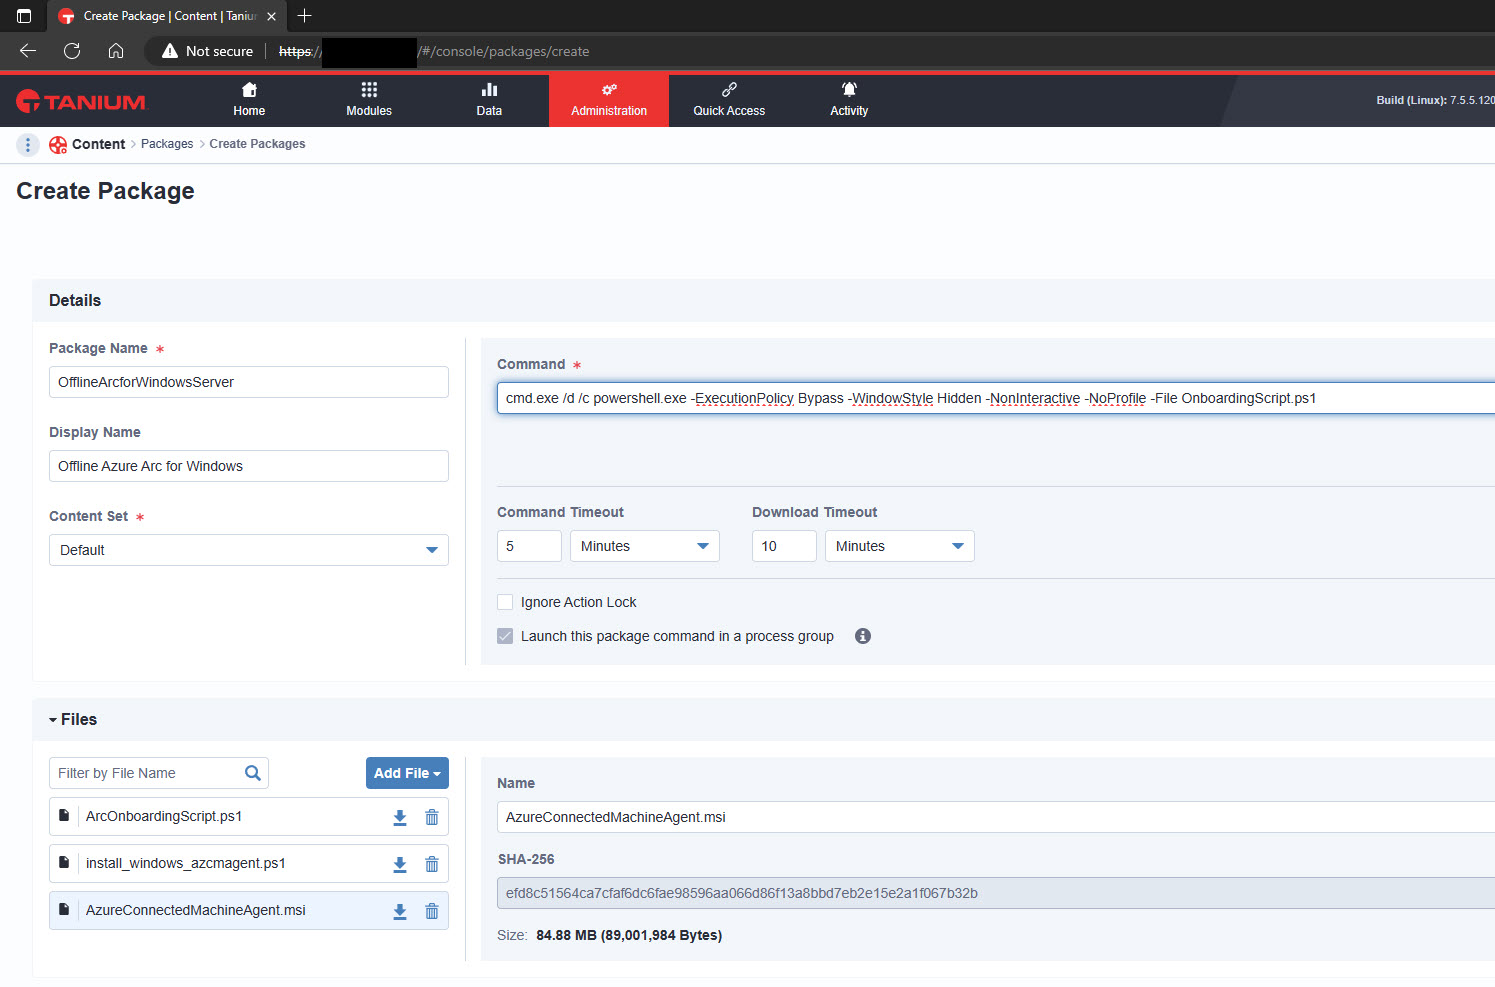 Create Package | Content | Taniu
Not secure https:/ /#/console/packages/create
TANIUM
Home
Modules
Data
Administration
Quick Access
Activity
Build (Linux): 7.5.5.120
Content > Packages > Create Packages
Create Package
Details
Package Name *
OfflineArcforWindowsServer
Display Name
Offline Azure Arc for Windows
Content Set *
Default
Command *
cmd.exe /d /c powershell.exe -ExecutionPolicy Bypass -WindowStyle Hidden -NonInteractive -NoProfile -File OnboardingScript.ps1
Command Timeout
5 Minutes
Download Timeout
10 Minutes
Ignore Action Lock
Launch this package command in a process group
Files
Filter by File Name
Add File
ArcOnboardingScript.ps1
install_windows_azcmagent.ps1
AzureConnectedMachineAgent.msi
Name
AzureConnectedMachineAgent.msi
SHA-256
efd8c51564ca7cfaf6dc6fae98596aa066d86f13a8bbd7eb2e15e2a1f067b32b
Size: 84.88 MB (89,001,984 Bytes)